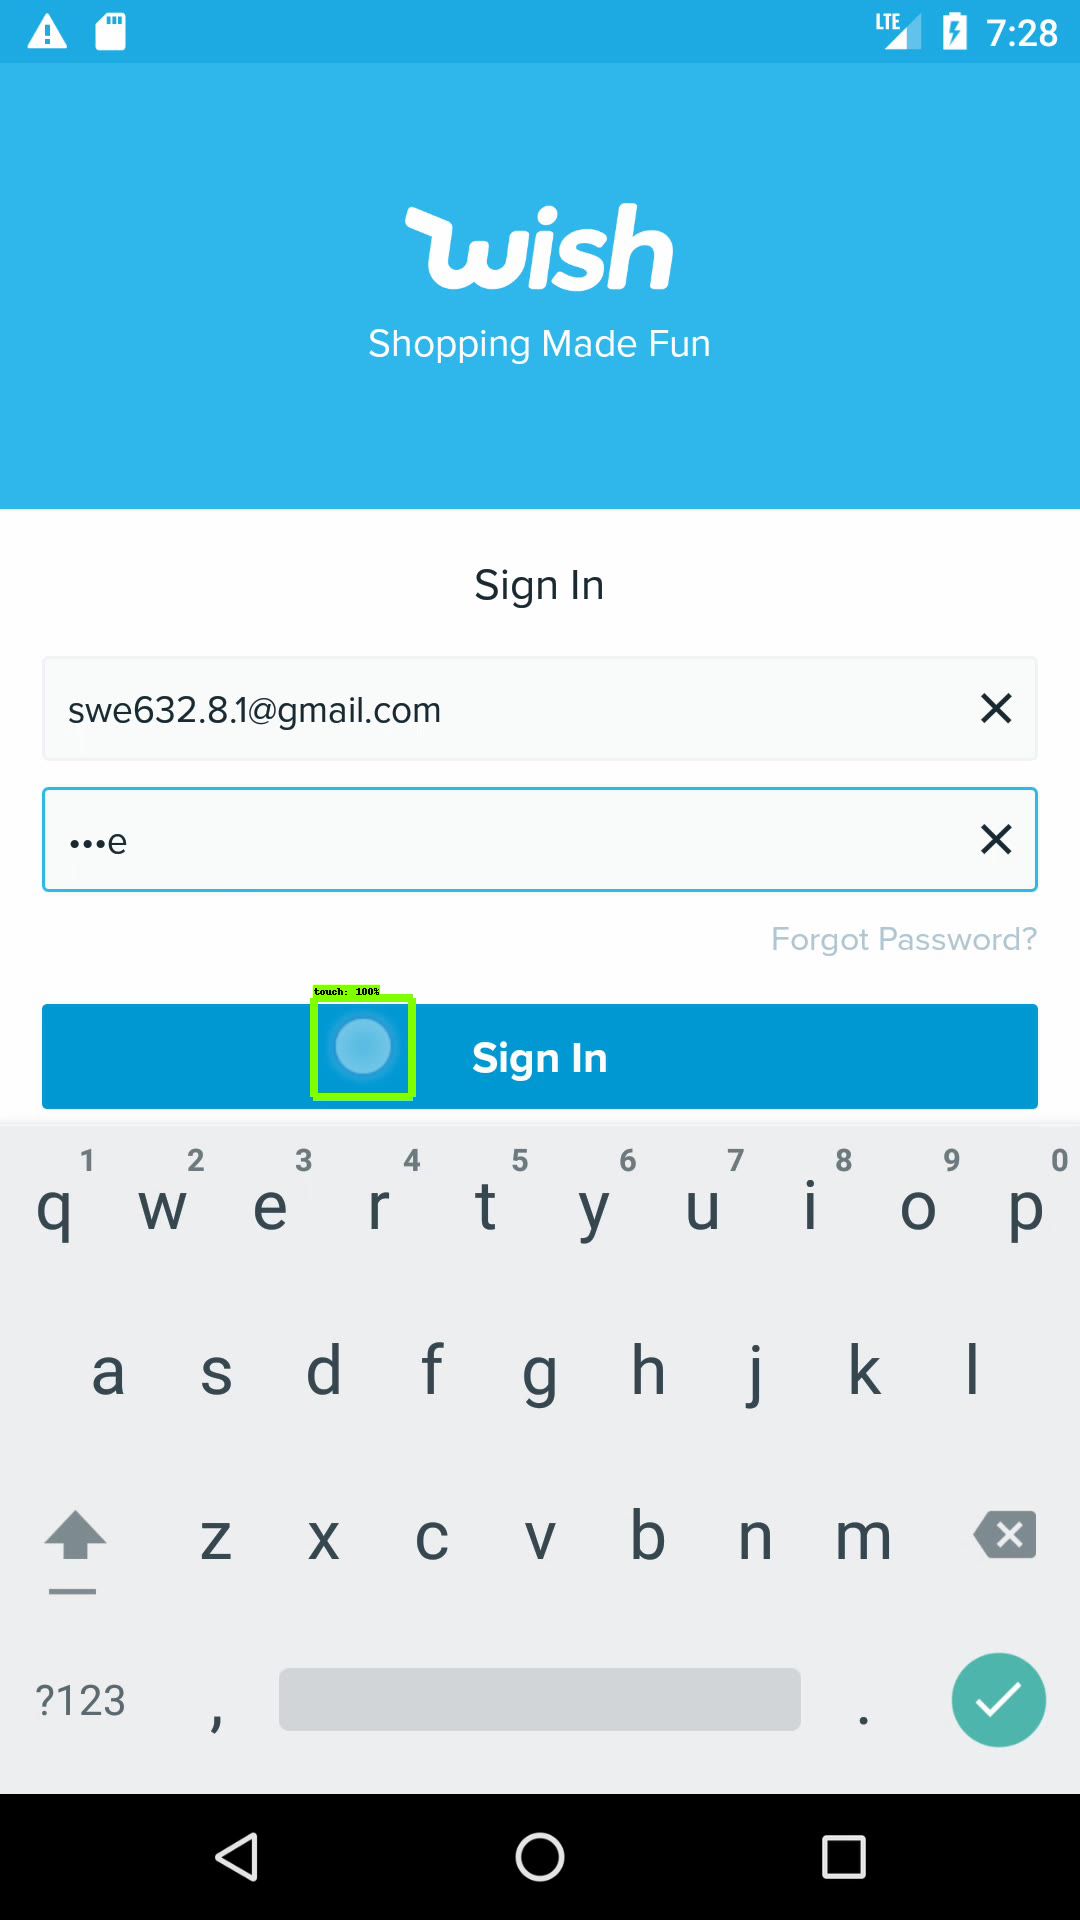 LTE 7:28
wish
Shopping Made Fun
Sign In
swe632.8.1@gmail.com
•••e
Forgot Password?
touch: 100%
Sign In
1 2 3 4 5 6 7 8 9 0
q w e r t y u i o p
a s d f g h j k l
z x c v b n m
?123 , .